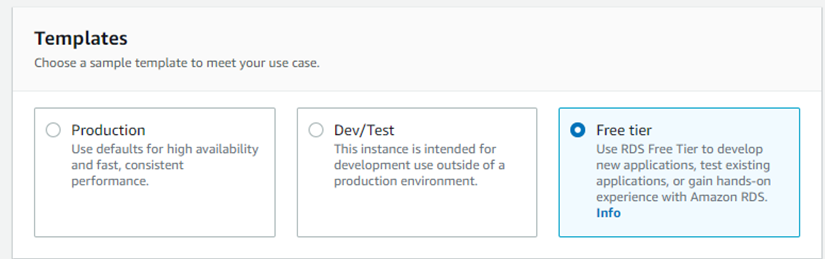 Templates
Choose a sample template to meet your use case.
Production
Use defaults for high availability
and fast, consistent
performance.
Dev/Test
This instance is intended for
development use outside of a
production environment.
Free tier
Use RDS Free Tier to develop
new applications, test existing
applications, or gain hands-on
experience with Amazon RDS.
Info